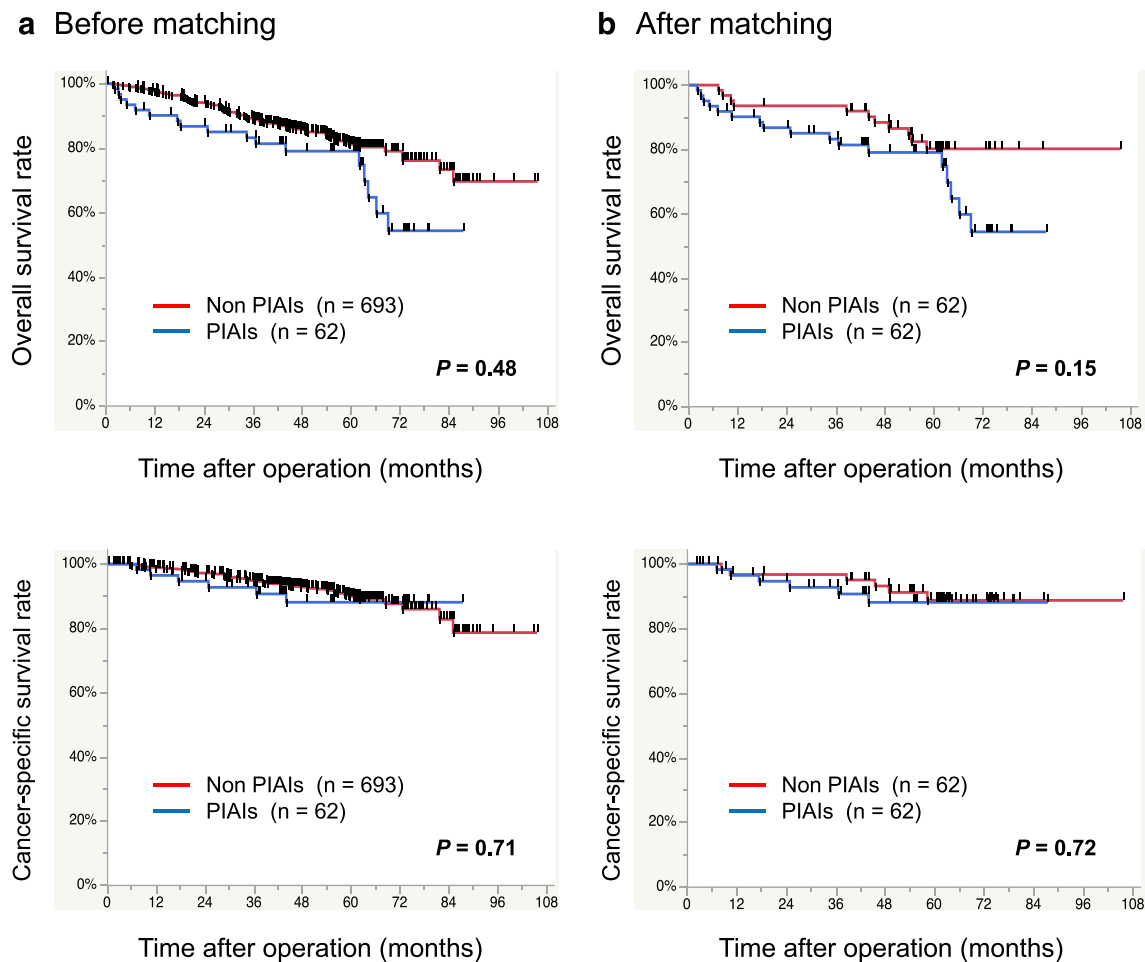 a Before matching
b After matching
Overall survival rate
100%
80%
60%
40%
20%
0%
Non PIAIs (n = 693)
PIAIs (n = 62)
P = 0.48
0 12 24 36 48 60 72 84 96 108
Time after operation (months)
Overall survival rate
100%
80%
60%
40%
20%
0%
Non PIAIs (n = 62)
PIAIs (n = 62)
P = 0.15
0 12 24 36 48 60 72 84 96 108
Time after operation (months)
Cancer-specific survival rate
100%
80%
60%
40%
20%
0%
Non PIAIs (n = 693)
PIAIs (n = 62)
P = 0.71
0 12 24 36 48 60 72 84 96 108
Time after operation (months)
Cancer-specific survival rate
100%
80%
60%
40%
20%
0%
Non PIAIs (n = 62)
PIAIs (n = 62)
P = 0.72
0 12 24 36 48 60 72 84 96 108
Time after operation (months)